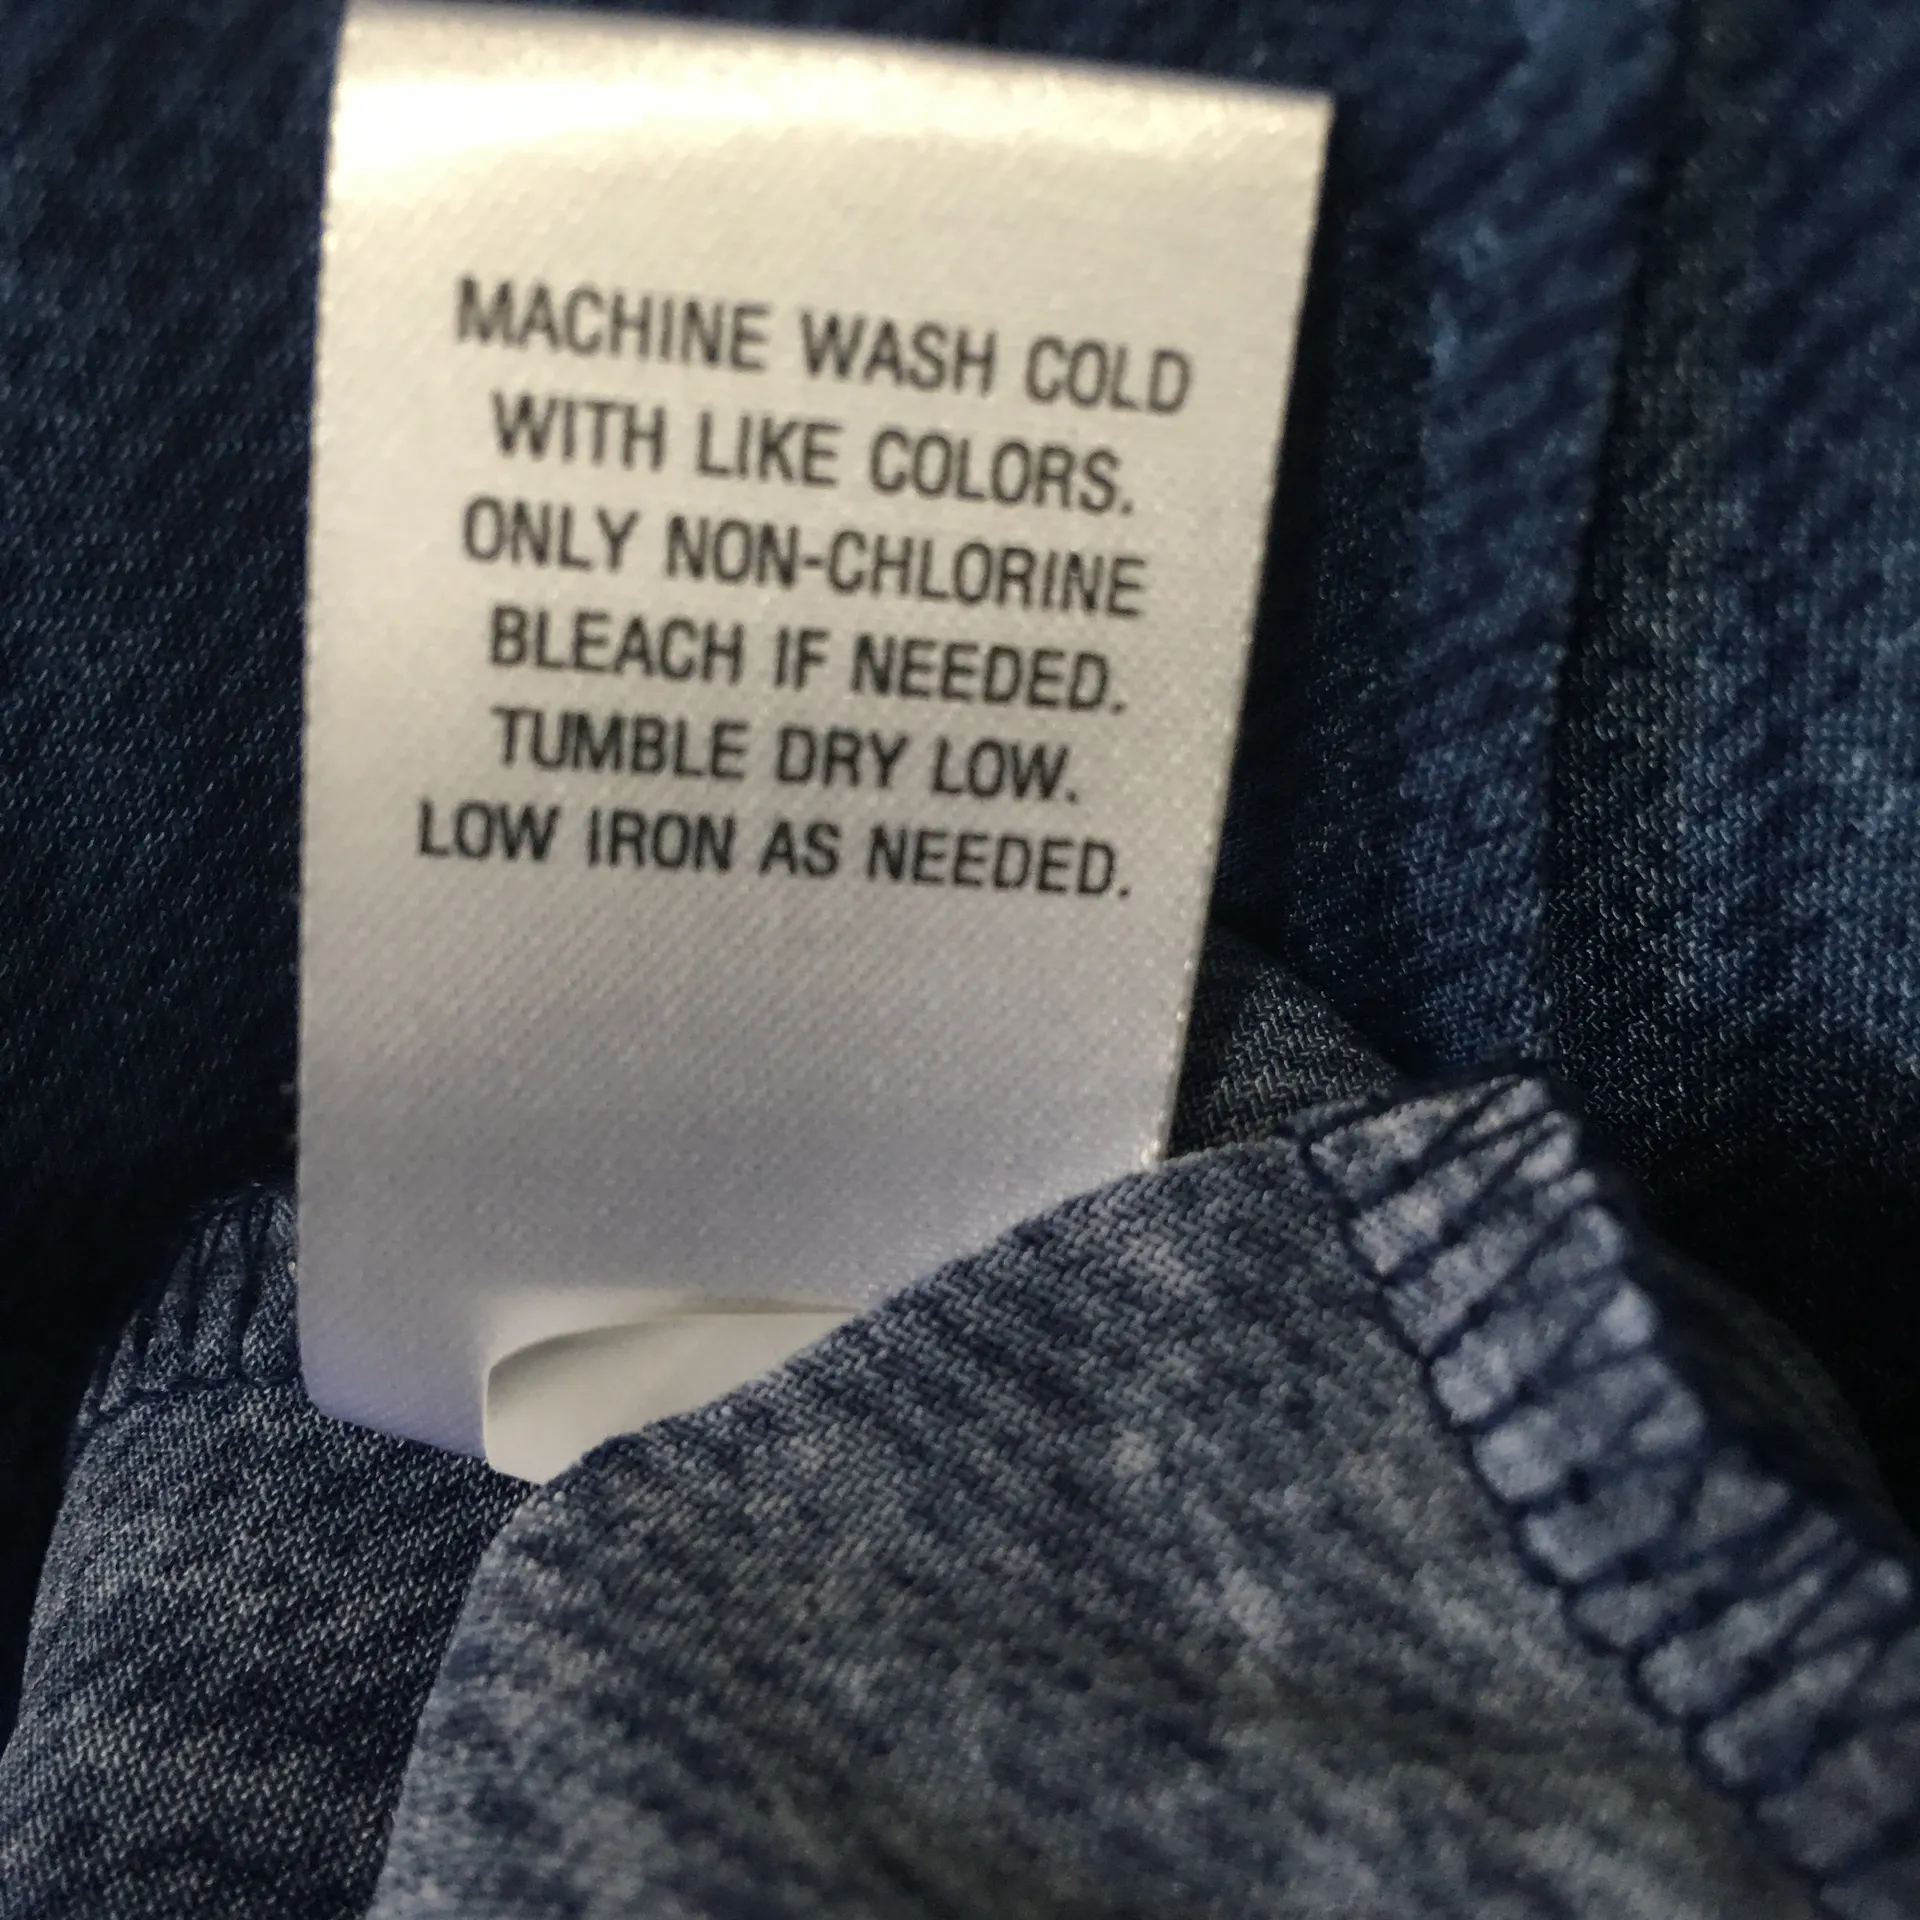 MACHINE WASH COLD
WITH LIKE COLORS.
ONLY NON-CHLORINE
BLEACH IF NEEDED.
TUMBLE DRY LOW.
LOW IRON AS NEEDED.